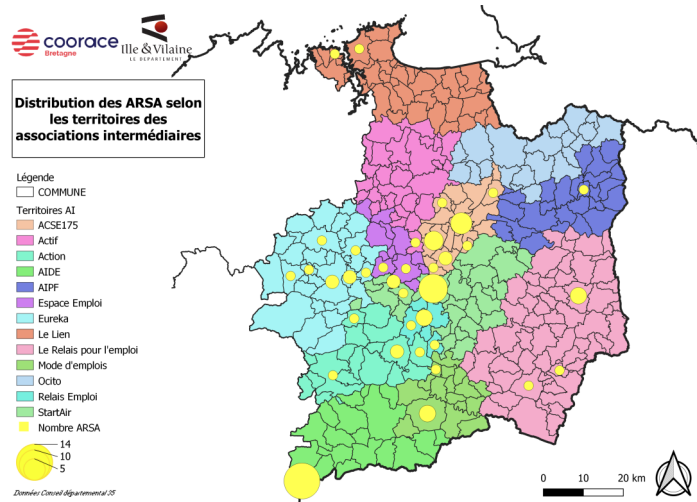 coorace
Bretagne
Ille & Vilaine
LE DÉPARTEMENT
Distribution des ARSA selon
les territoires des
associations intermédiaires
Légende
COMMUNE
Territoires AI
ACSE175
Actif
Action
AIDE
AIPF
Espace Emploi
Eureka
Le Lien
Le Relais pour l'emploi
Mode d'emplois
Ocito
Relais Emploi
StartAir
Nombre ARSA
14
10
5
Données Conseil départemental 35
0 10 20 km